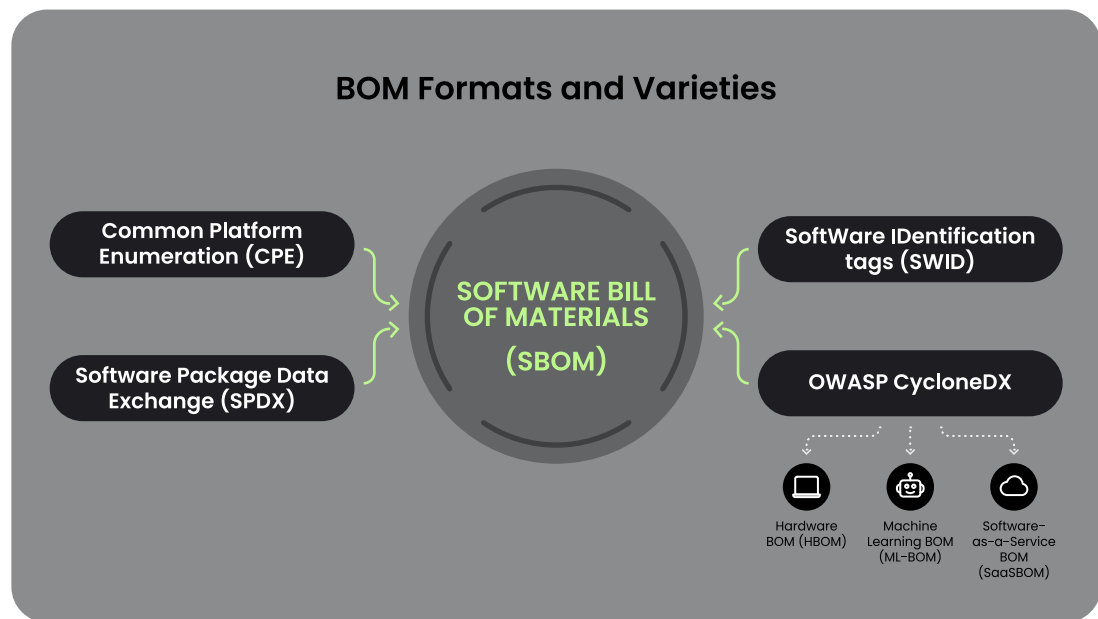 BOM Formats and Varieties
Common Platform
Enumeration (CPE)
Software Package Data
Exchange (SPDX)
SOFTWARE BILL
OF MATERIALS
(SBOM)
SoftWare IDentification
tags (SWID)
OWASP CycloneDX
Hardware
BOM (HBOM)
Machine
Learning BOM
(ML-BOM)
Software-
as-a-Service
BOM
(SaaSBOM)